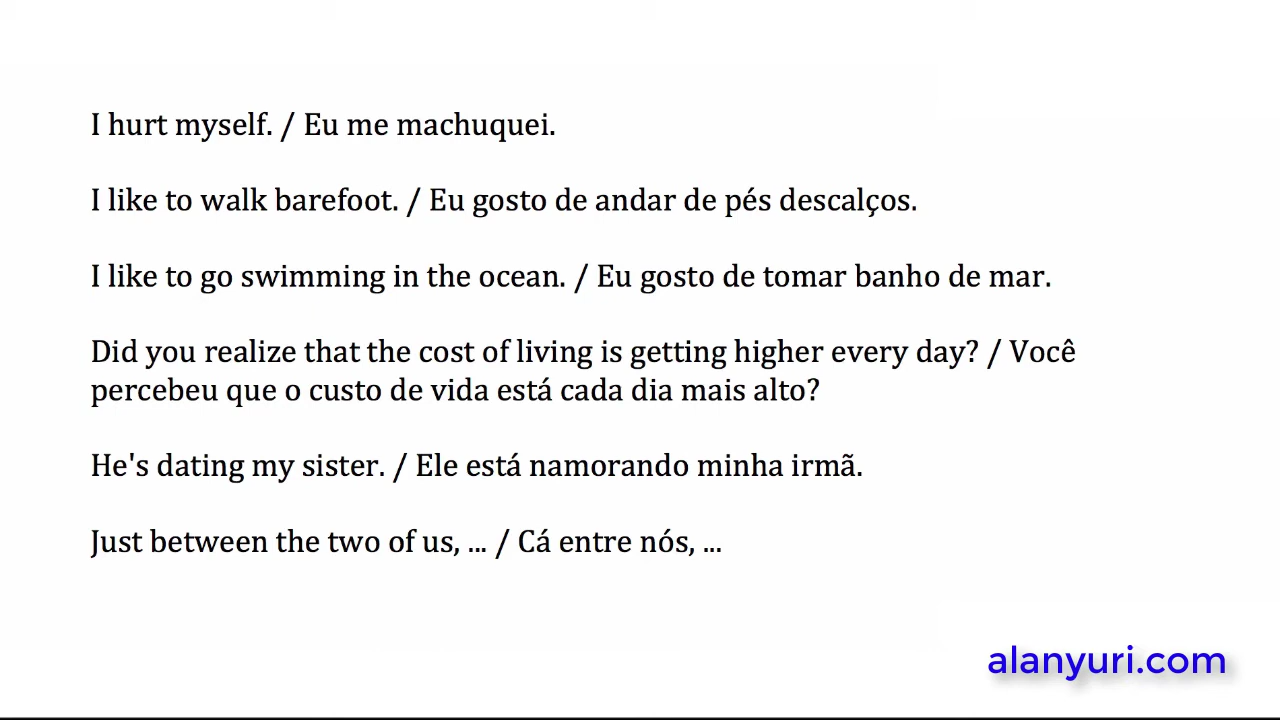 I hurt myself. / Eu me machuquei.
I like to walk barefoot. / Eu gosto de andar de pés descalços.
I like to go swimming in the ocean. / Eu gosto de tomar banho de mar.
Did you realize that the cost of living is getting higher every day? / Você
percebeu que o custo de vida está cada dia mais alto?
He's dating my sister. / Ele está namorando minha irmã.
Just between the two of us, ... / Cá entre nós, ...
alanyuri.com